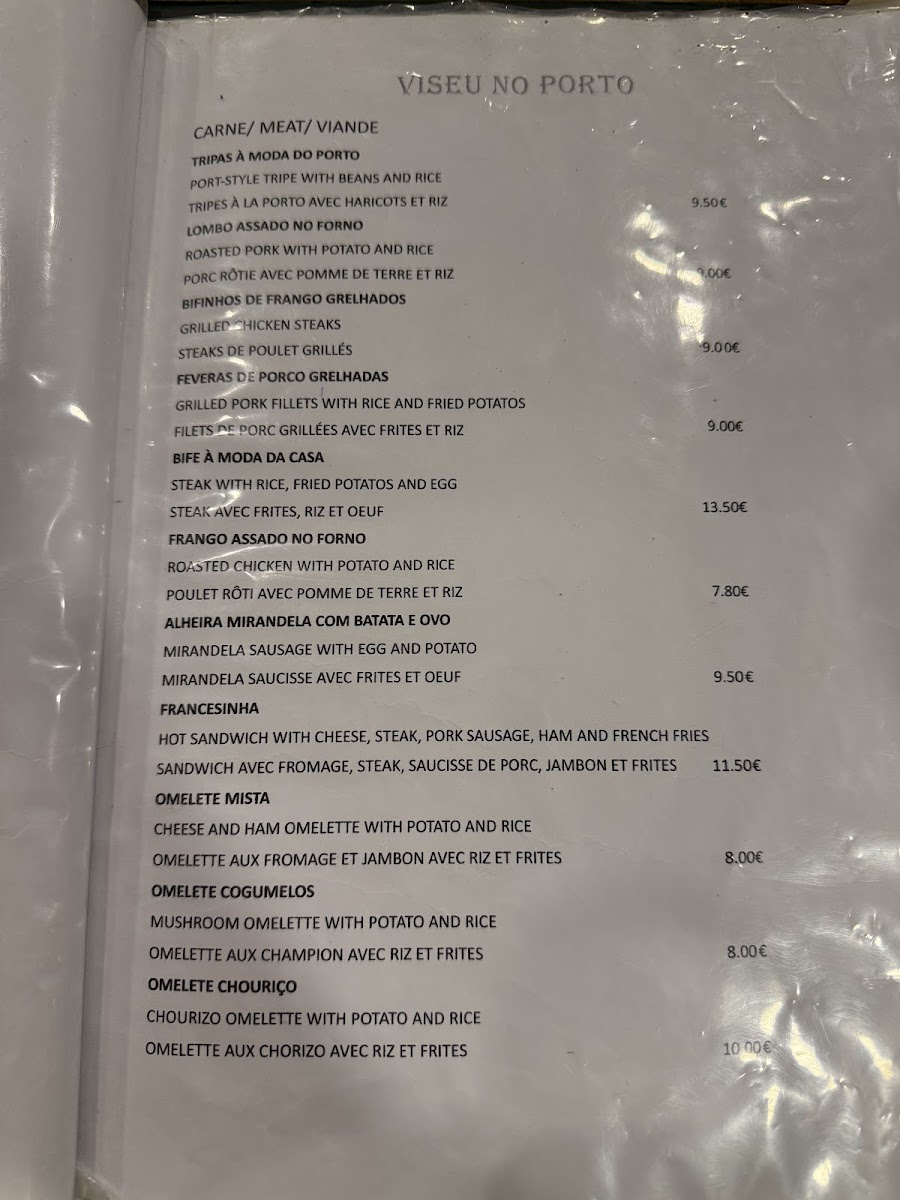 VISEU NO PORTO
CARNE/ MEAT/ VIANDE
TRIPAS À MODA DO PORTO
PORT-STYLE TRIPE WITH BEANS AND RICE
TRIPES À LA PORTO AVEC HARICOTS ET RIZ 9.50€
LOMBO ASSADO NO FORNO
ROASTED PORK WITH POTATO AND RICE
PORC RÔTIE AVEC POMME DE TERRE ET RIZ
BIFINHOS DE FRANGO GRELHADOS
GRILLED CHICKEN STEAKS
STEAKS DE POULET GRILLÉS 9.00€
FEVERAS DE PORCO GRELHADAS
GRILLED PORK FILLETS WITH RICE AND FRIED POTATOS
FILETS DE PORC GRILLÉES AVEC FRITES ET RIZ 9.00€
BIFE À MODA DA CASA
STEAK WITH RICE, FRIED POTATOS AND EGG
STEAK AVEC FRITES, RIZ ET OEUF 13.50€
FRANGO ASSADO NO FORNO
ROASTED CHICKEN WITH POTATO AND RICE
POULET RÔTI AVEC POMME DE TERRE ET RIZ 7.80€
ALHEIRA MIRANDELA COM BATATA E OVO
MIRANDELA SAUSAGE WITH EGG AND POTATO
MIRANDELA SAUCISSE AVEC FRITES ET OEUF 9.50€
FRANCESINHA
HOT SANDWICH WITH CHEESE, STEAK, PORK SAUSAGE, HAM AND FRENCH FRIES
SANDWICH AVEC FROMAGE, STEAK, SAUCISSE DE PORC, JAMBON ET FRITES 11.50€
OMELETE MISTA
CHEESE AND HAM OMELETTE WITH POTATO AND RICE
OMELETTE AUX FROMAGE ET JAMBON AVEC RIZ ET FRITES 8.00€
OMELETE COGUMELOS
MUSHROOM OMELETTE WITH POTATO AND RICE
OMELETTE AUX CHAMPION AVEC RIZ ET FRITES 8.00€
OMELETE CHOURIÇO
CHOURIZO OMELETTE WITH POTATO AND RICE
OMELETTE AUX CHORIZO AVEC RIZ ET FRITES 10.00€